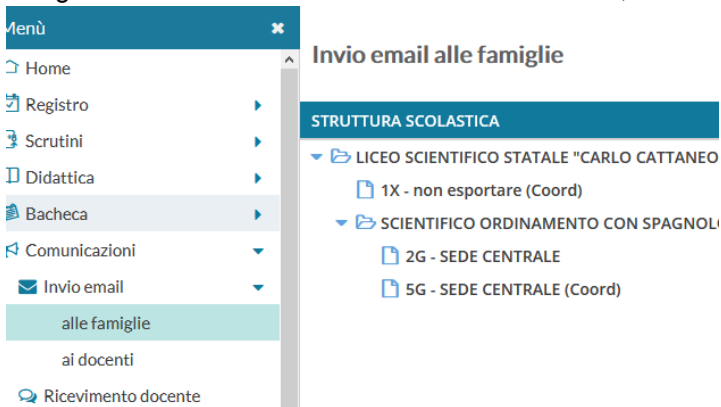 Menù
Home
Registro
Scrutini
Didattica
Bacheca
Comunicazioni
Invio email
alle famiglie
ai docenti
Ricevimento docente
Invio email alle famiglie
STRUTTURA SCOLASTICA
LICEO SCIENTIFICO STATALE "CARLO CATTANEO
1X - non esportare (Coord)
SCIENTIFICO ORDINAMENTO CON SPAGNOLO
2G - SEDE CENTRALE
5G - SEDE CENTRALE (Coord)